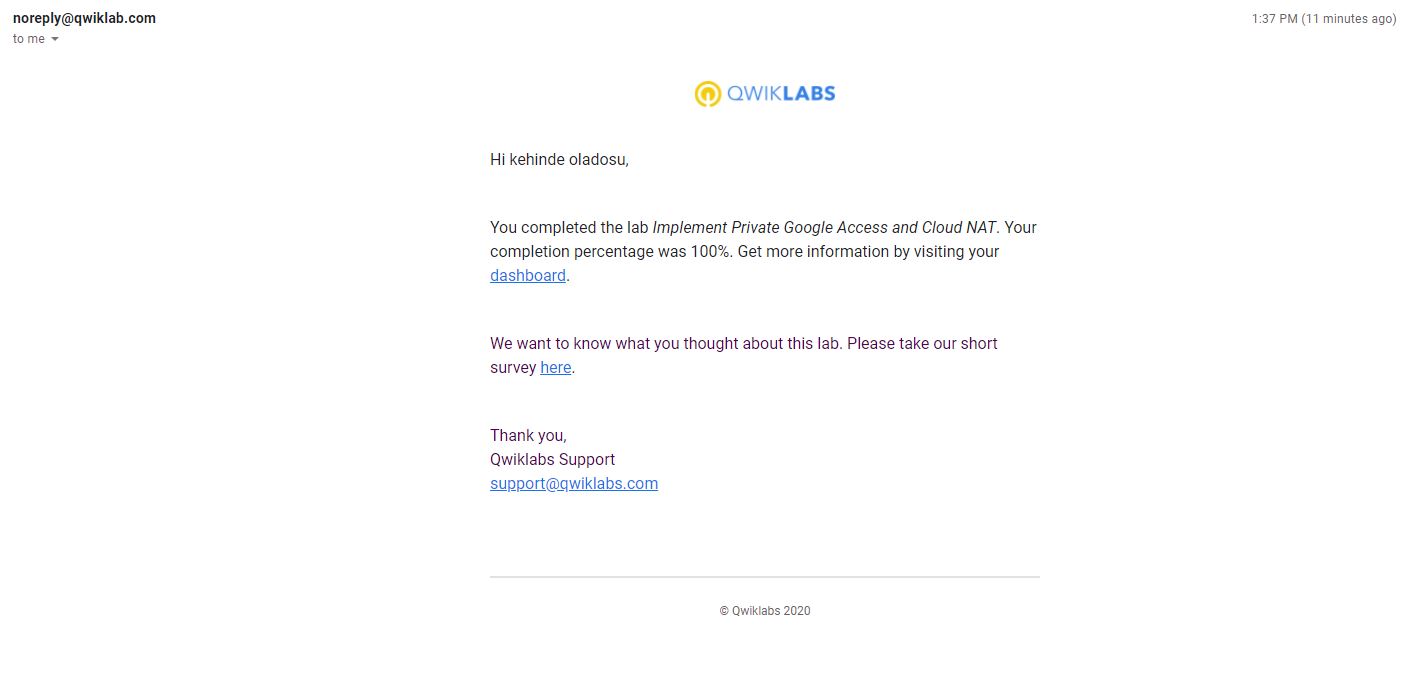 noreply@qwiklab.com
1:37 PM (11 minutes ago)
to me
QWIKLABS
Hi kehinde oladosu,
You completed the lab Implement Private Google Access and Cloud NAT. Your
completion percentage was 100%. Get more information by visiting your
dashboard.
We want to know what you thought about this lab. Please take our short
survey here.
Thank you,
Qwiklabs Support
support@qwiklabs.com
© Qwiklabs 2020